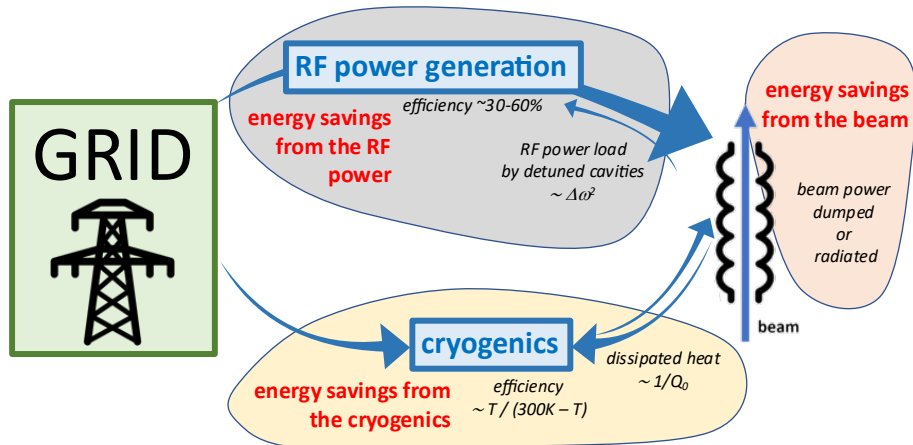 GRID
RF power generation
efficiency ~30-60%
energy savings
from the RF
power
RF power load
by detuned cavities
~ Δω²
energy savings
from the beam
beam power
dumped
or
radiated
beam
cryogenics
dissipated heat
~ 1/Q₀
energy savings from
the cryogenics
efficiency
~ T / (300K – T)